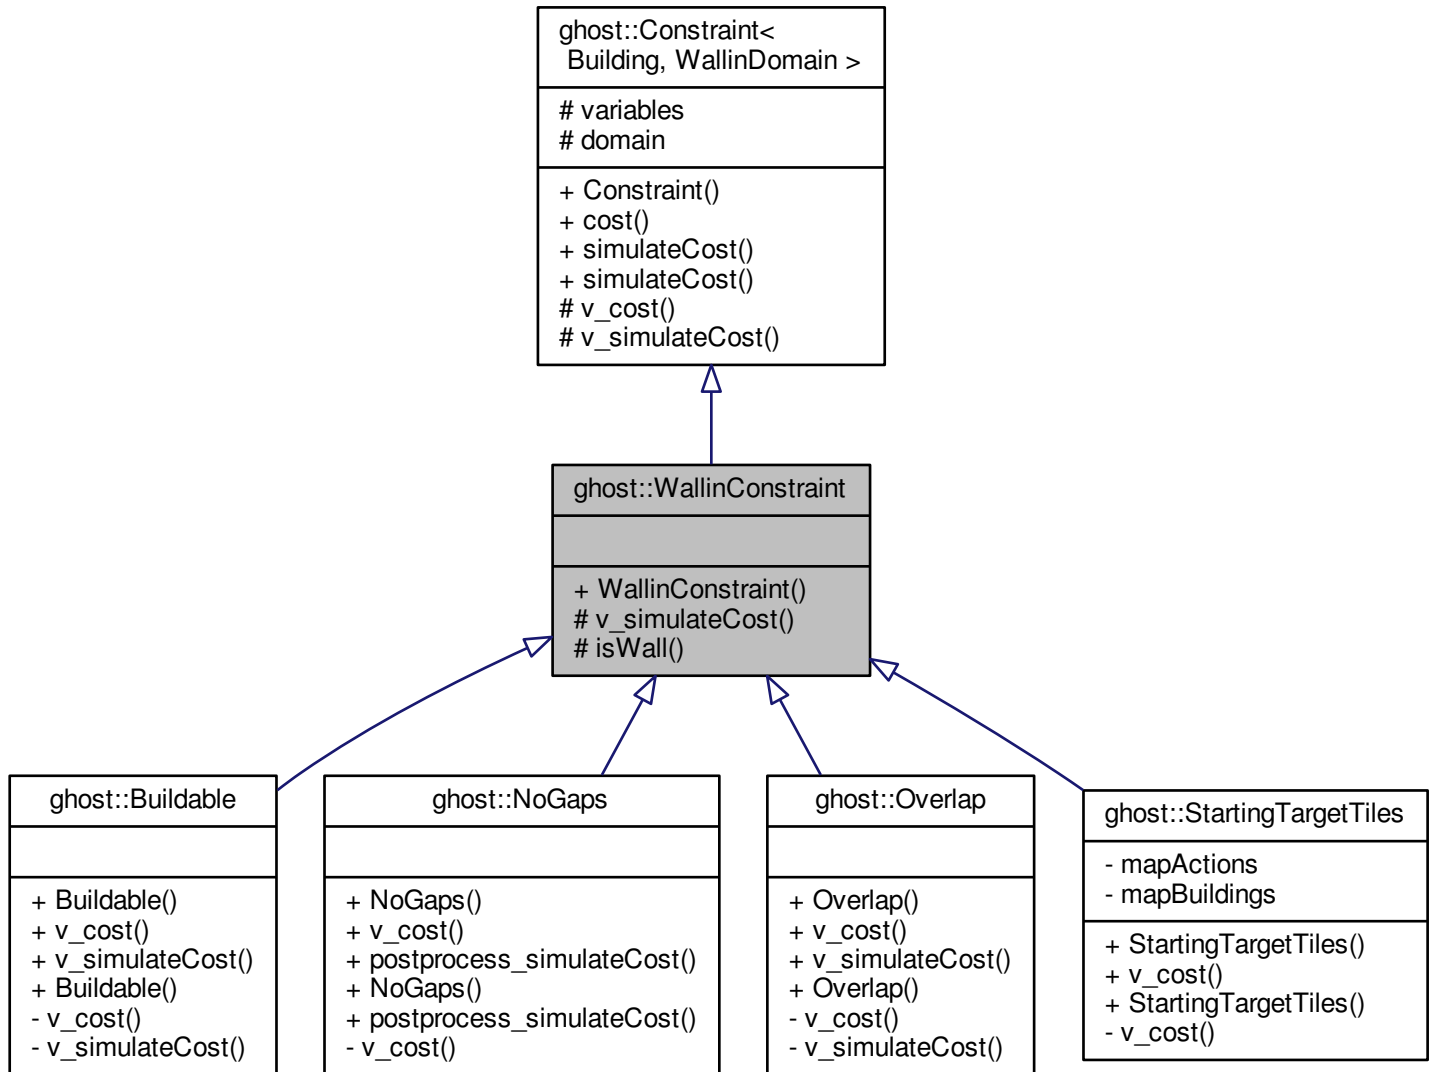 ghost::Constraint<
Building, WallinDomain >
# variables
# domain
+ Constraint()
+ cost()
+ simulateCost()
+ simulateCost()
# v_cost()
# v_simulateCost()
ghost::WallinConstraint
+ WallinConstraint()
# v_simulateCost()
# isWall()
ghost::Buildable
+ Buildable()
+ v_cost()
+ v_simulateCost()
+ Buildable()
- v_cost()
- v_simulateCost()
ghost::NoGaps
+ NoGaps()
+ v_cost()
+ postprocess_simulateCost()
+ NoGaps()
+ postprocess_simulateCost()
- v_cost()
ghost::Overlap
+ Overlap()
+ v_cost()
+ v_simulateCost()
+ Overlap()
- v_cost()
- v_simulateCost()
ghost::StartingTargetTiles
- mapActions
- mapBuildings
+ StartingTargetTiles()
+ v_cost()
+ StartingTargetTiles()
- v_cost()